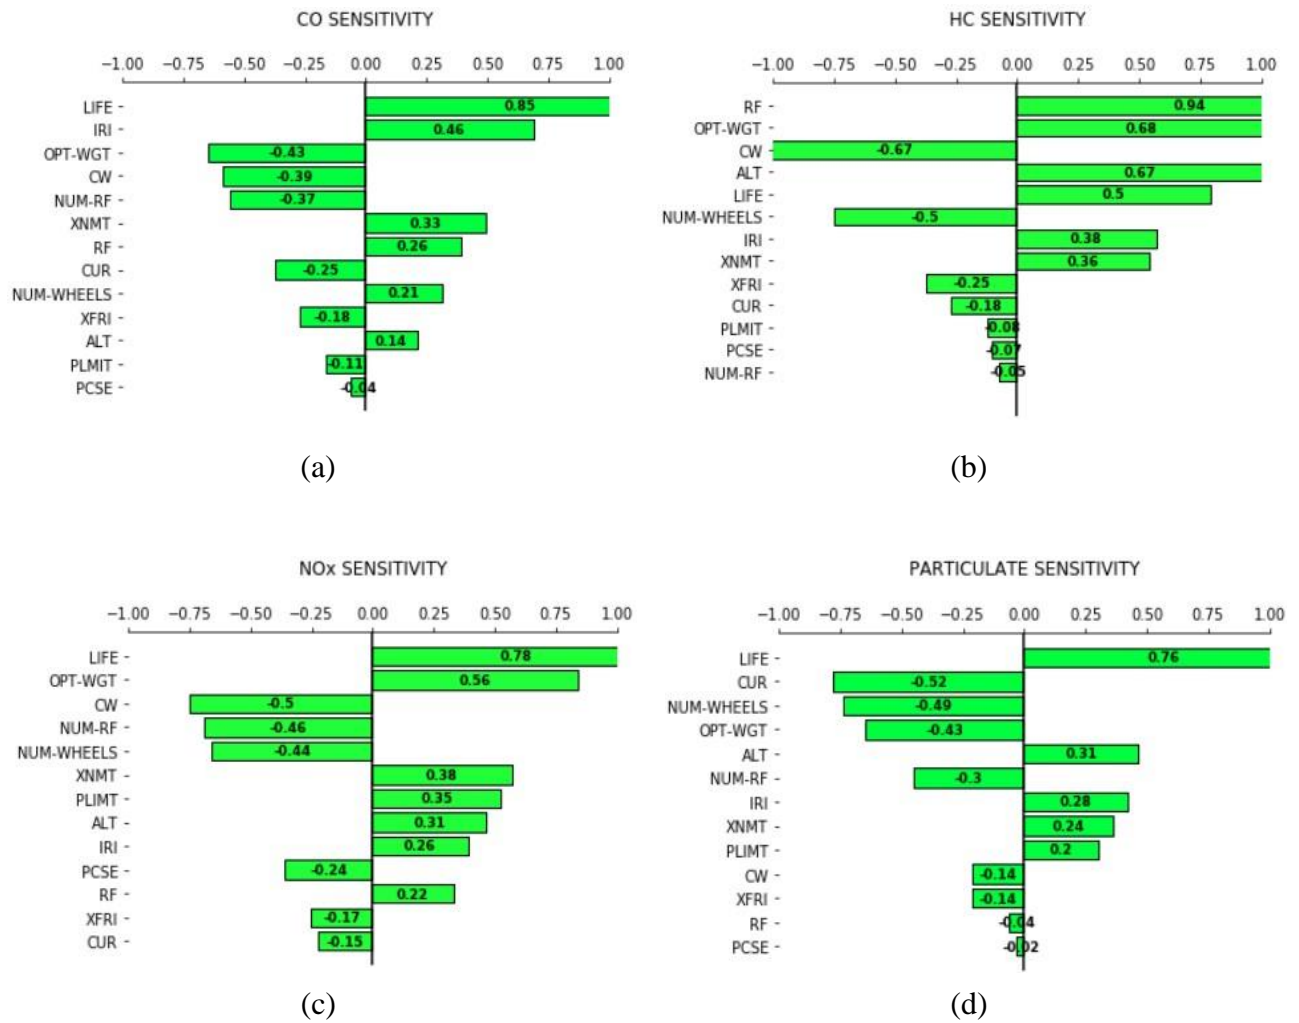 CO SENSITIVITY
−1.00 −0.75 −0.50 −0.25 0.00 0.25 0.50 0.75 1.00
LIFE 0.85
IRI 0.46
OPT-WGT -0.43
CW -0.39
NUM-RF -0.37
XNMT 0.33
RF 0.26
CUR -0.25
NUM-WHEELS 0.21
XFRI -0.18
ALT 0.14
PLMIT -0.11
PCSE -0.04
(a)
HC SENSITIVITY
−1.00 −0.75 −0.50 −0.25 0.00 0.25 0.50 0.75 1.00
RF 0.94
OPT-WGT 0.68
CW -0.67
ALT 0.67
LIFE 0.5
NUM-WHEELS -0.5
IRI 0.38
XNMT 0.36
XFRI -0.25
CUR -0.18
PLMIT -0.08
PCSE -0.07
NUM-RF -0.05
(b)
NOx SENSITIVITY
−1.00 −0.75 −0.50 −0.25 0.00 0.25 0.50 0.75 1.00
LIFE 0.78
OPT-WGT 0.56
CW -0.5
NUM-RF -0.46
NUM-WHEELS -0.44
XNMT 0.38
PLIMT 0.35
ALT 0.31
IRI 0.26
PCSE -0.24
RF 0.22
XFRI -0.17
CUR -0.15
(c)
PARTICULATE SENSITIVITY
−1.00 −0.75 −0.50 −0.25 0.00 0.25 0.50 0.75 1.00
LIFE 0.76
CUR -0.52
NUM-WHEELS -0.49
OPT-WGT -0.43
ALT 0.31
NUM-RF -0.3
IRI 0.28
XNMT 0.24
PLIMT 0.2
CW -0.14
XFRI -0.14
RF -0.04
PCSE -0.02
(d)